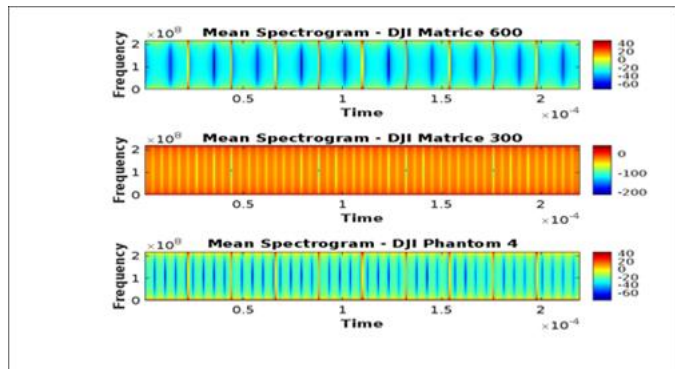 Mean Spectrogram - DJI Matrice 600
×10⁸
Frequency
2
1
0
0.5 1 1.5 2
Time
×10⁻⁴
40
20
0
-20
-40
-60
Mean Spectrogram - DJI Matrice 300
×10⁸
Frequency
2
1
0
0.5 1 1.5 2
Time
×10⁻⁴
0
-100
-200
Mean Spectrogram - DJI Phantom 4
×10⁸
Frequency
2
1
0
0.5 1 1.5 2
Time
×10⁻⁴
40
20
0
-20
-40
-60